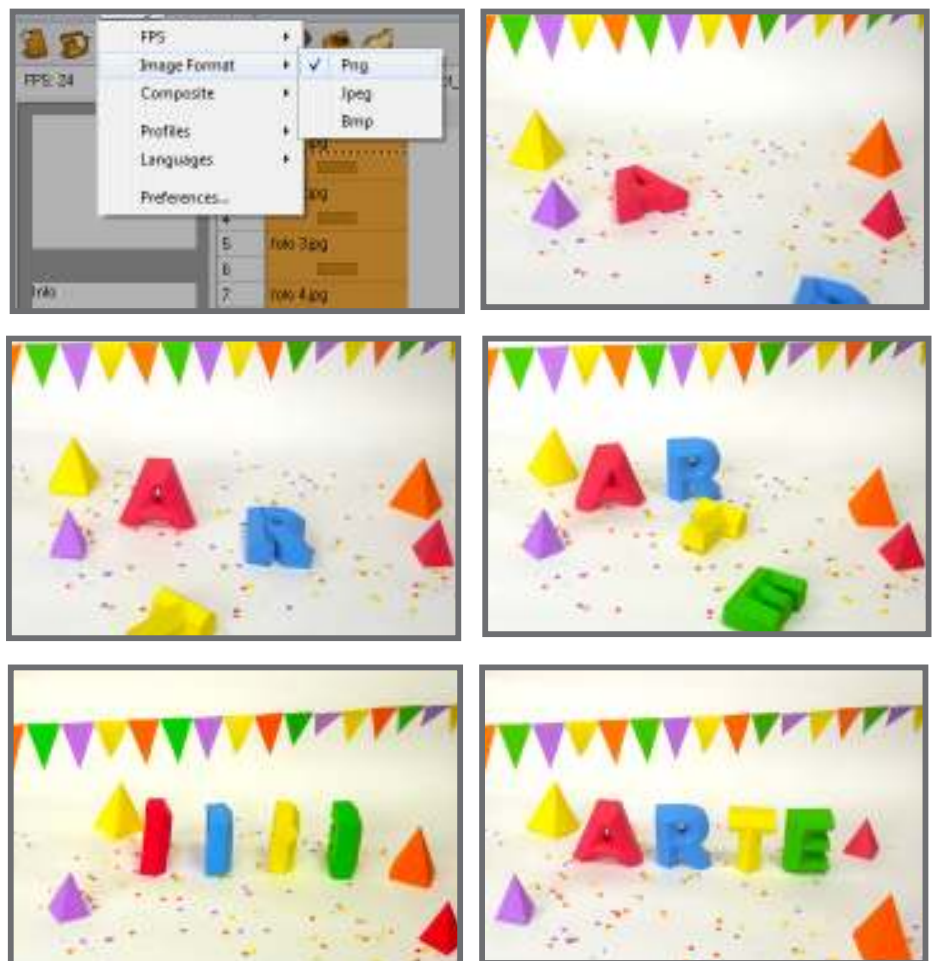 FPS
Image Format
Composite
Profiles
Languages
Preferences...
Png
Jpeg
Bmp
FPS: 24
Info
5
foto 3.jpg
6
7
foto 4.jpg
A
A
R
A R
E
A R T E